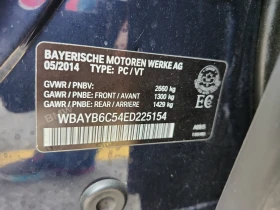 BAYERISCHE MOTOREN WERKE AG
05/2014 TYPE: PC / VT
GVWR / PNBV: 2660 kg
GAWR / PNBE: FRONT / AVANT 1300 kg
GAWR / PNBE: REAR / ARRIERE 1429 kg
EC
WBAYB6C54ED225154